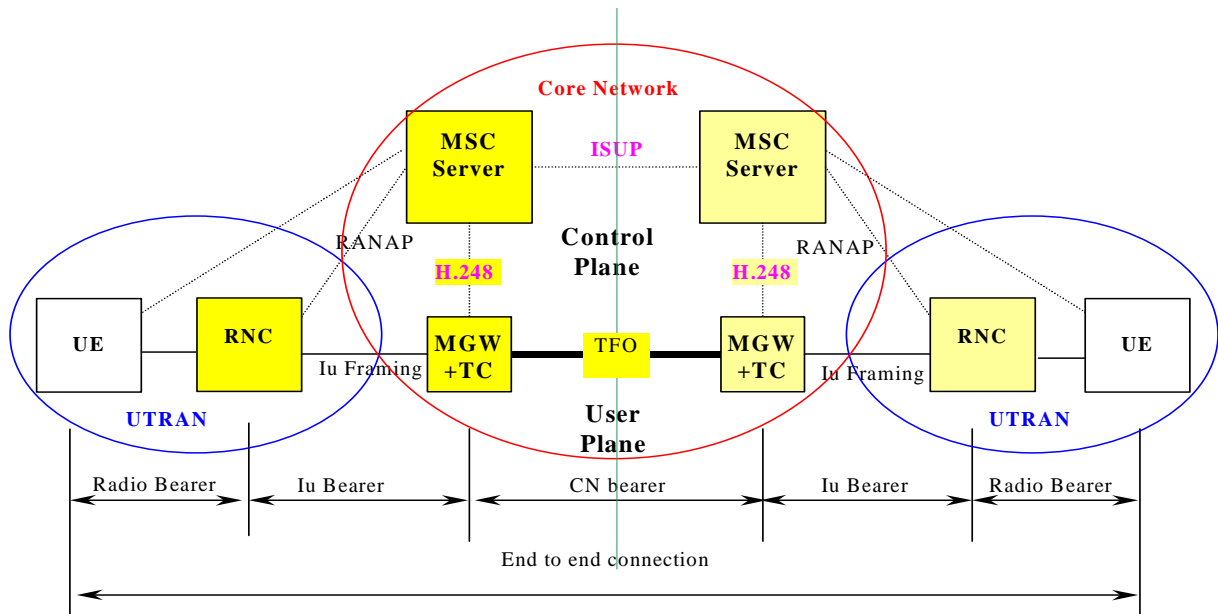 Core Network
MSC
Server
ISUP
MSC
Server
RANAP
Control
Plane
RANAP
H.248
H.248
UE
RNC
MGW
+TC
TFO
MGW
+TC
RNC
UE
Iu Framing
Iu Framing
UTRAN
User
Plane
UTRAN
Radio Bearer
Iu Bearer
CN bearer
Iu Bearer
Radio Bearer
End to end connection